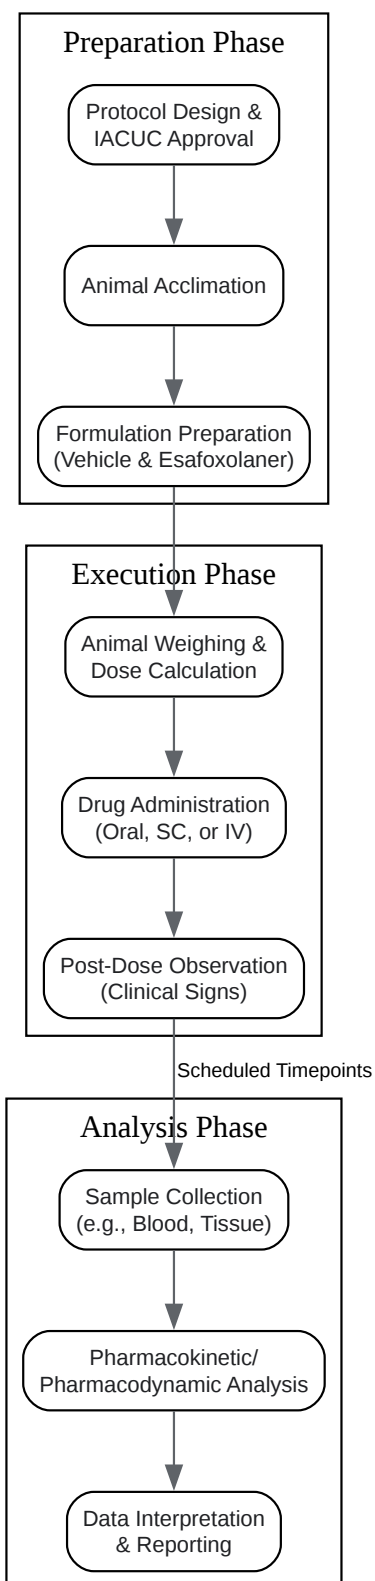 Preparation Phase
Protocol Design &
IACUC Approval
Animal Acclimation
Formulation Preparation
(Vehicle & Esafoxolaner)
Execution Phase
Animal Weighing &
Dose Calculation
Drug Administration
(Oral, SC, or IV)
Post-Dose Observation
(Clinical Signs)
Scheduled Timepoints
Analysis Phase
Sample Collection
(e.g., Blood, Tissue)
Pharmacokinetic/
Pharmacodynamic Analysis
Data Interpretation
& Reporting